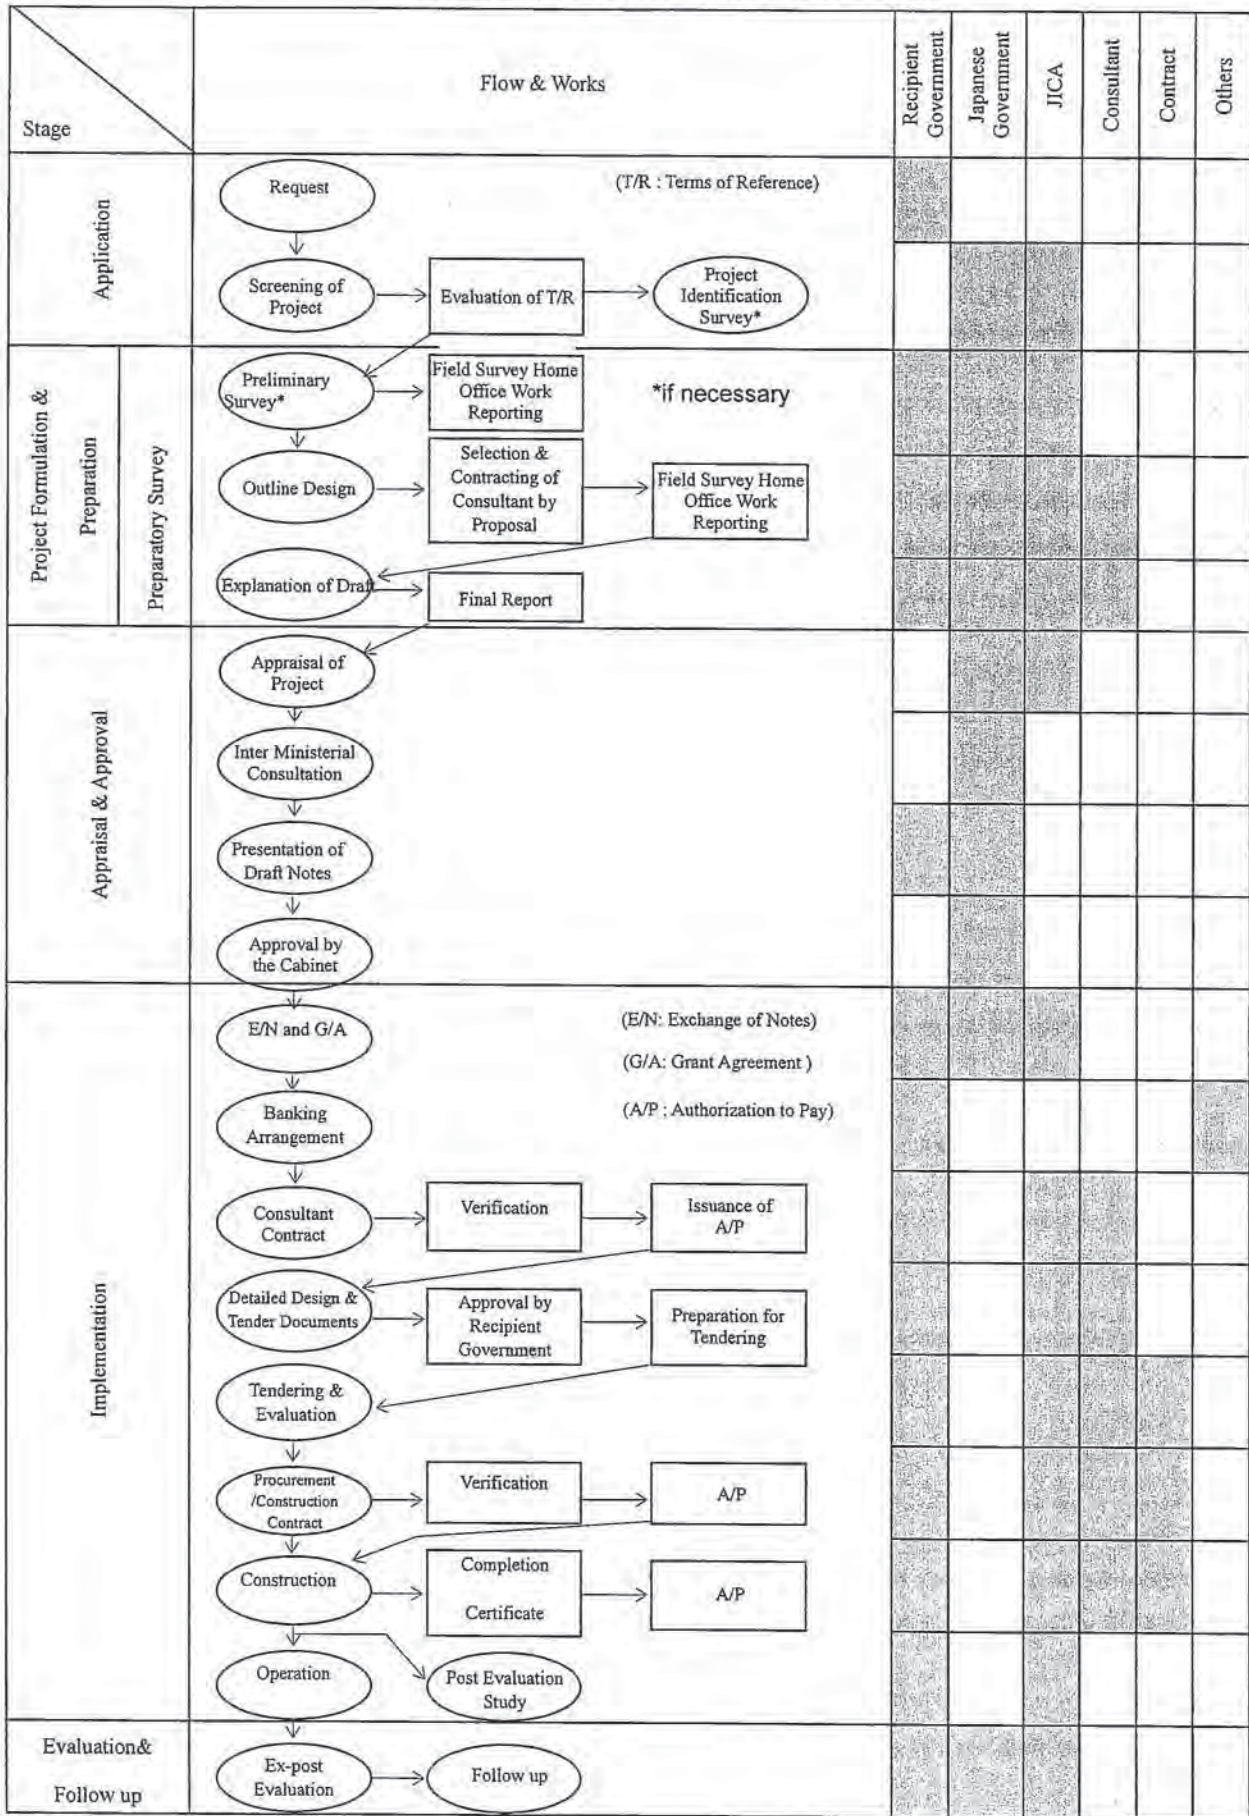 Stage
Flow & Works
Recipient
Government
Japanese
Government
JICA
Consultant
Contract
Others
Application
Request
(T/R : Terms of Reference)
Screening of
Project
Evaluation of T/R
Project
Identification
Survey*
Project Formulation &
Preparation
Preparatory Survey
Preliminary
Survey*
Field Survey Home
Office Work
Reporting
*if necessary
Outline Design
Selection &
Contracting of
Consultant by
Proposal
Field Survey Home
Office Work
Reporting
Explanation of Draft
Final Report
Appraisal & Approval
Appraisal of
Project
Inter Ministerial
Consultation
Presentation of
Draft Notes
Approval by
the Cabinet
Implementation
E/N and G/A
(E/N: Exchange of Notes)
(G/A: Grant Agreement )
Banking
Arrangement
(A/P : Authorization to Pay)
Consultant
Contract
Verification
Issuance of
A/P
Detailed Design &
Tender Documents
Approval by
Recipient
Government
Preparation for
Tendering
Tendering &
Evaluation
Procurement
/Construction
Contract
Verification
A/P
Construction
Completion
Certificate
A/P
Operation
Post Evaluation
Study
Evaluation&
Follow up
Ex-post
Evaluation
Follow up